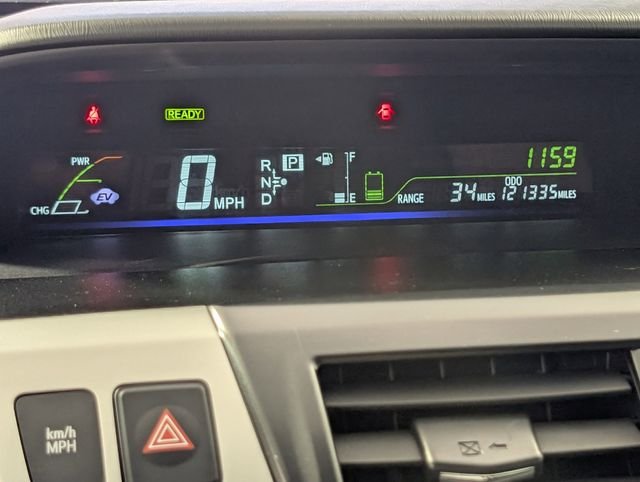 READY
PWR
CHG
EV
0 MPH
R
N
D
P
F
E
1159
RANGE 34 MILES
ODO
121335 MILES
km/h
MPH